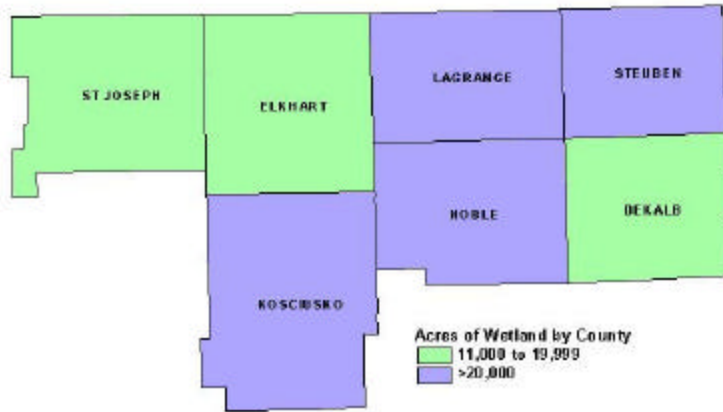 ST JOSEPH
ELKHART
LAGRANGE
STEUBEN
NOBLE
DEKALB
KOSCIUSKO
Acres of Wetland by County
11,000 to 19,999
>20,000